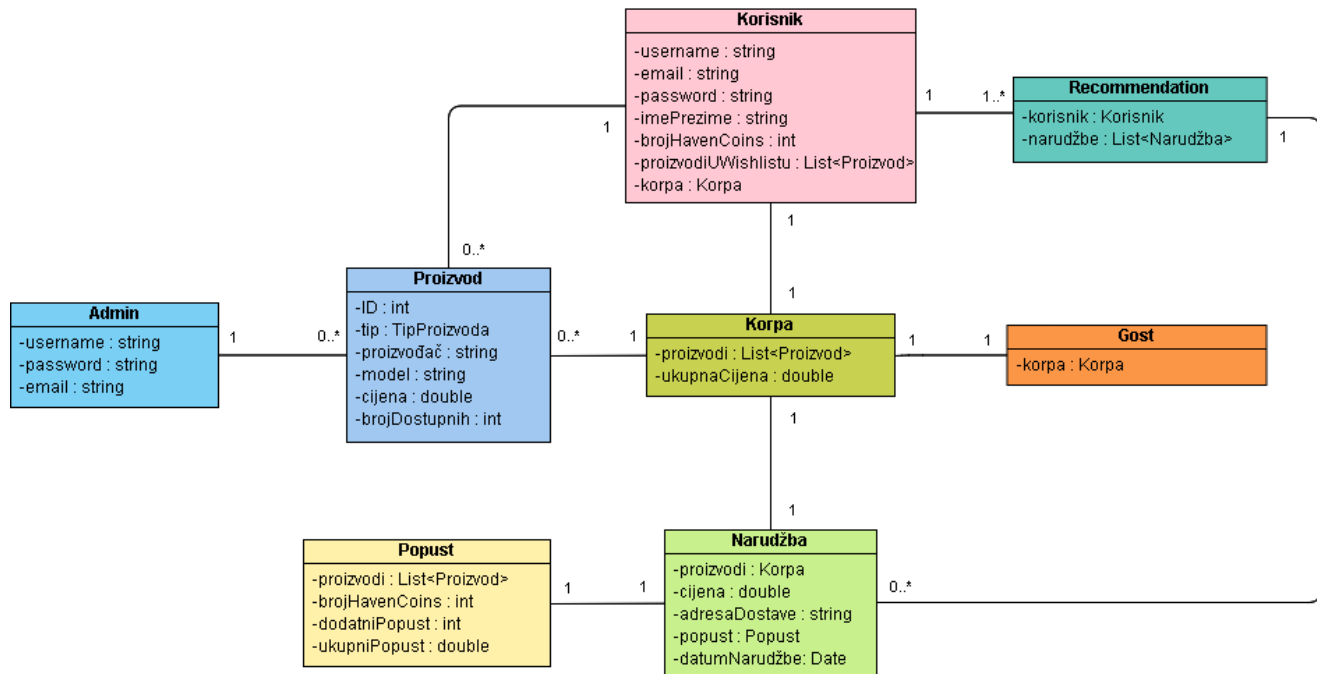 Korisnik
-username : string
-email : string
-password : string
-imePrezime : string
-brojHavenCoins : int
-proizvodiUWishlistu : List<Proizvod>
-korpa : Korpa
1
1
1..*
Recommendation
-korisnik : Korisnik
-narudžbe : List<Narudžba>
1
1
0..*
Admin
-username : string
-password : string
-email : string
1
0..*
Proizvod
-ID : int
-tip : TipProizvoda
-proizvođač : string
-model : string
-cijena : double
-brojDostupnih : int
0..*
1
1
Korpa
-proizvodi : List<Proizvod>
-ukupnaCijena : double
1
1
Gost
-korpa : Korpa
1
1
Popust
-proizvodi : List<Proizvod>
-brojHavenCoins : int
-dodatniPopust : int
-ukupniPopust : double
1
1
Narudžba
-proizvodi : Korpa
-cijena : double
-adresaDostave : string
-popust : Popust
-datumNarudžbe: Date
0..*